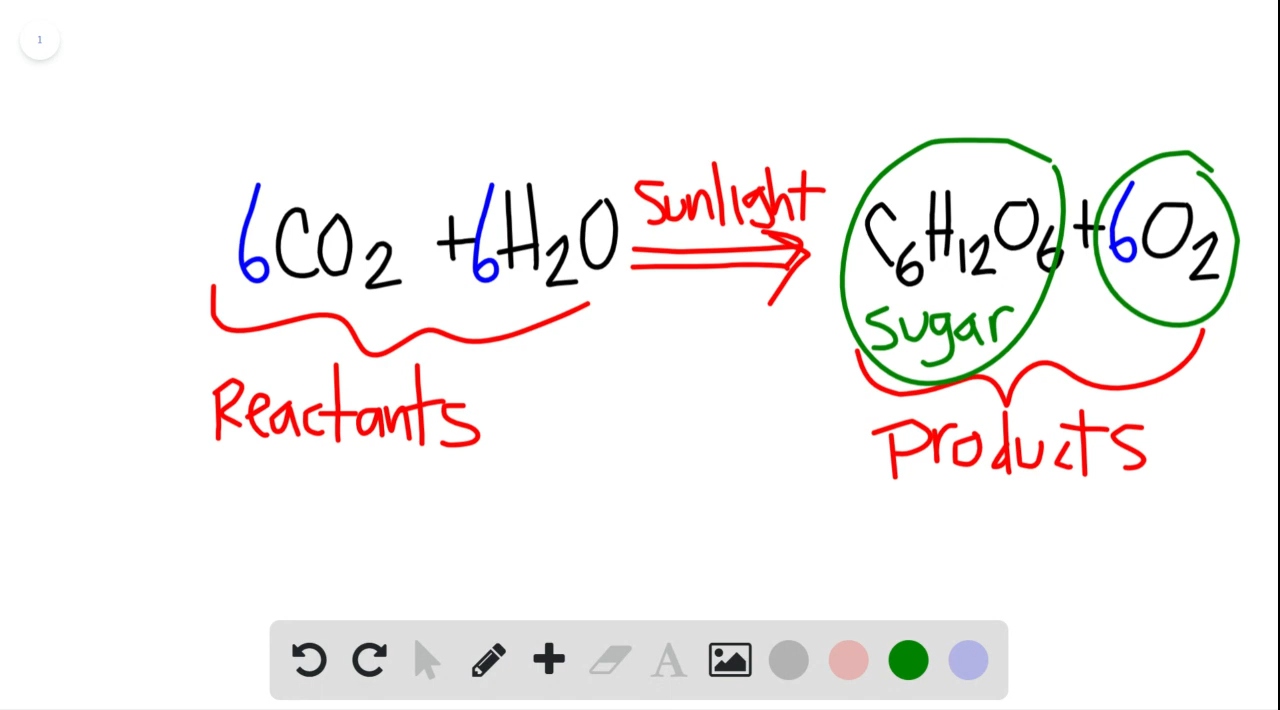 1
Sunlight
6CO2 + 6H2O ⇒ C6H12O6 + 6O2
sugar
Reactants
Products
A